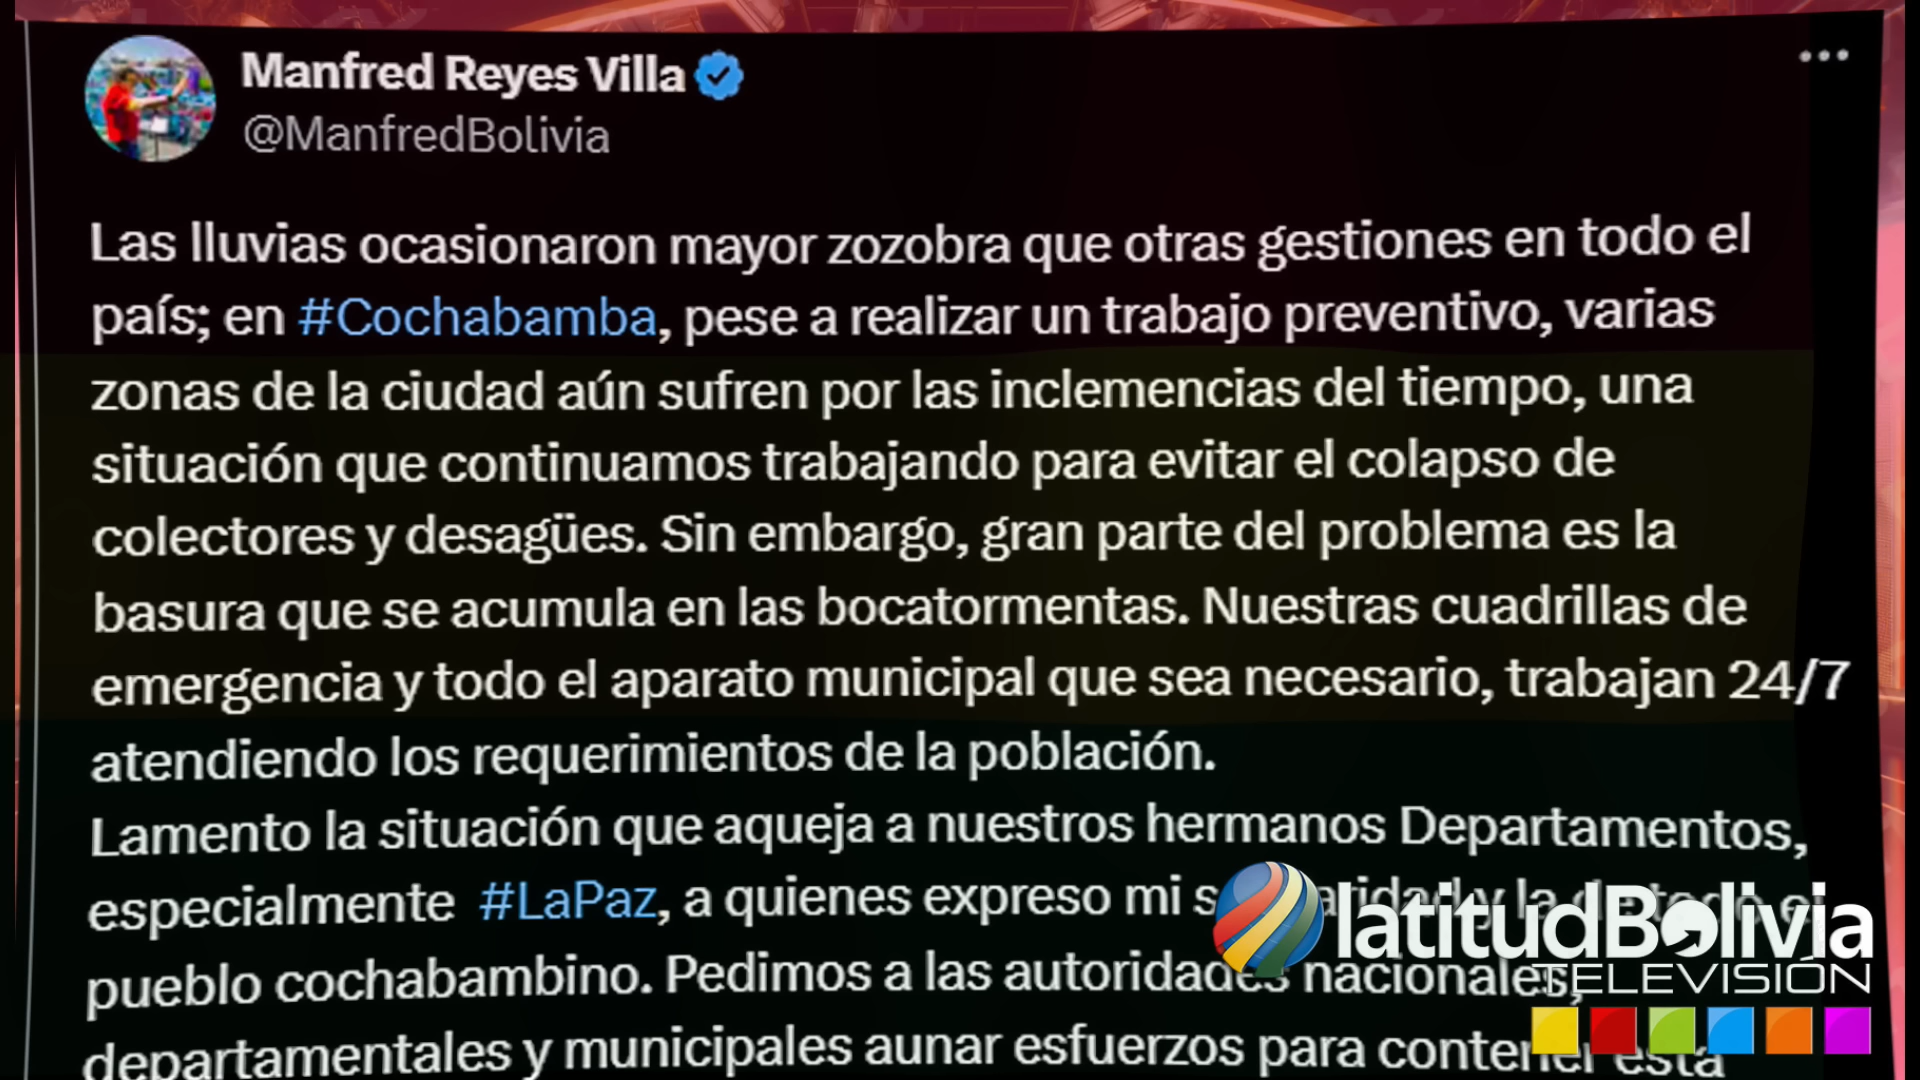 Manfred Reyes Villa
@ManfredBolivia
Las lluvias ocasionaron mayor zozobra que otras gestiones en todo el
país; en #Cochabamba, pese a realizar un trabajo preventivo, varias
zonas de la ciudad aún sufren por las inclemencias del tiempo, una
situación que continuamos trabajando para evitar el colapso de
colectores y desagües. Sin embargo, gran parte del problema es la
basura que se acumula en las bocatormentas. Nuestras cuadrillas de
emergencia y todo el aparato municipal que sea necesario, trabajan 24/7
atendiendo los requerimientos de la población.
Lamento la situación que aqueja a nuestros hermanos Departamentos,
especialmente #LaPaz, a quienes expreso mi y la de todo el
pueblo cochabambino. Pedimos a las autoridades nacionales,
departamentales y municipales aunar esfuerzos para contener esta
latitudBolivia
TELEVISIÓN